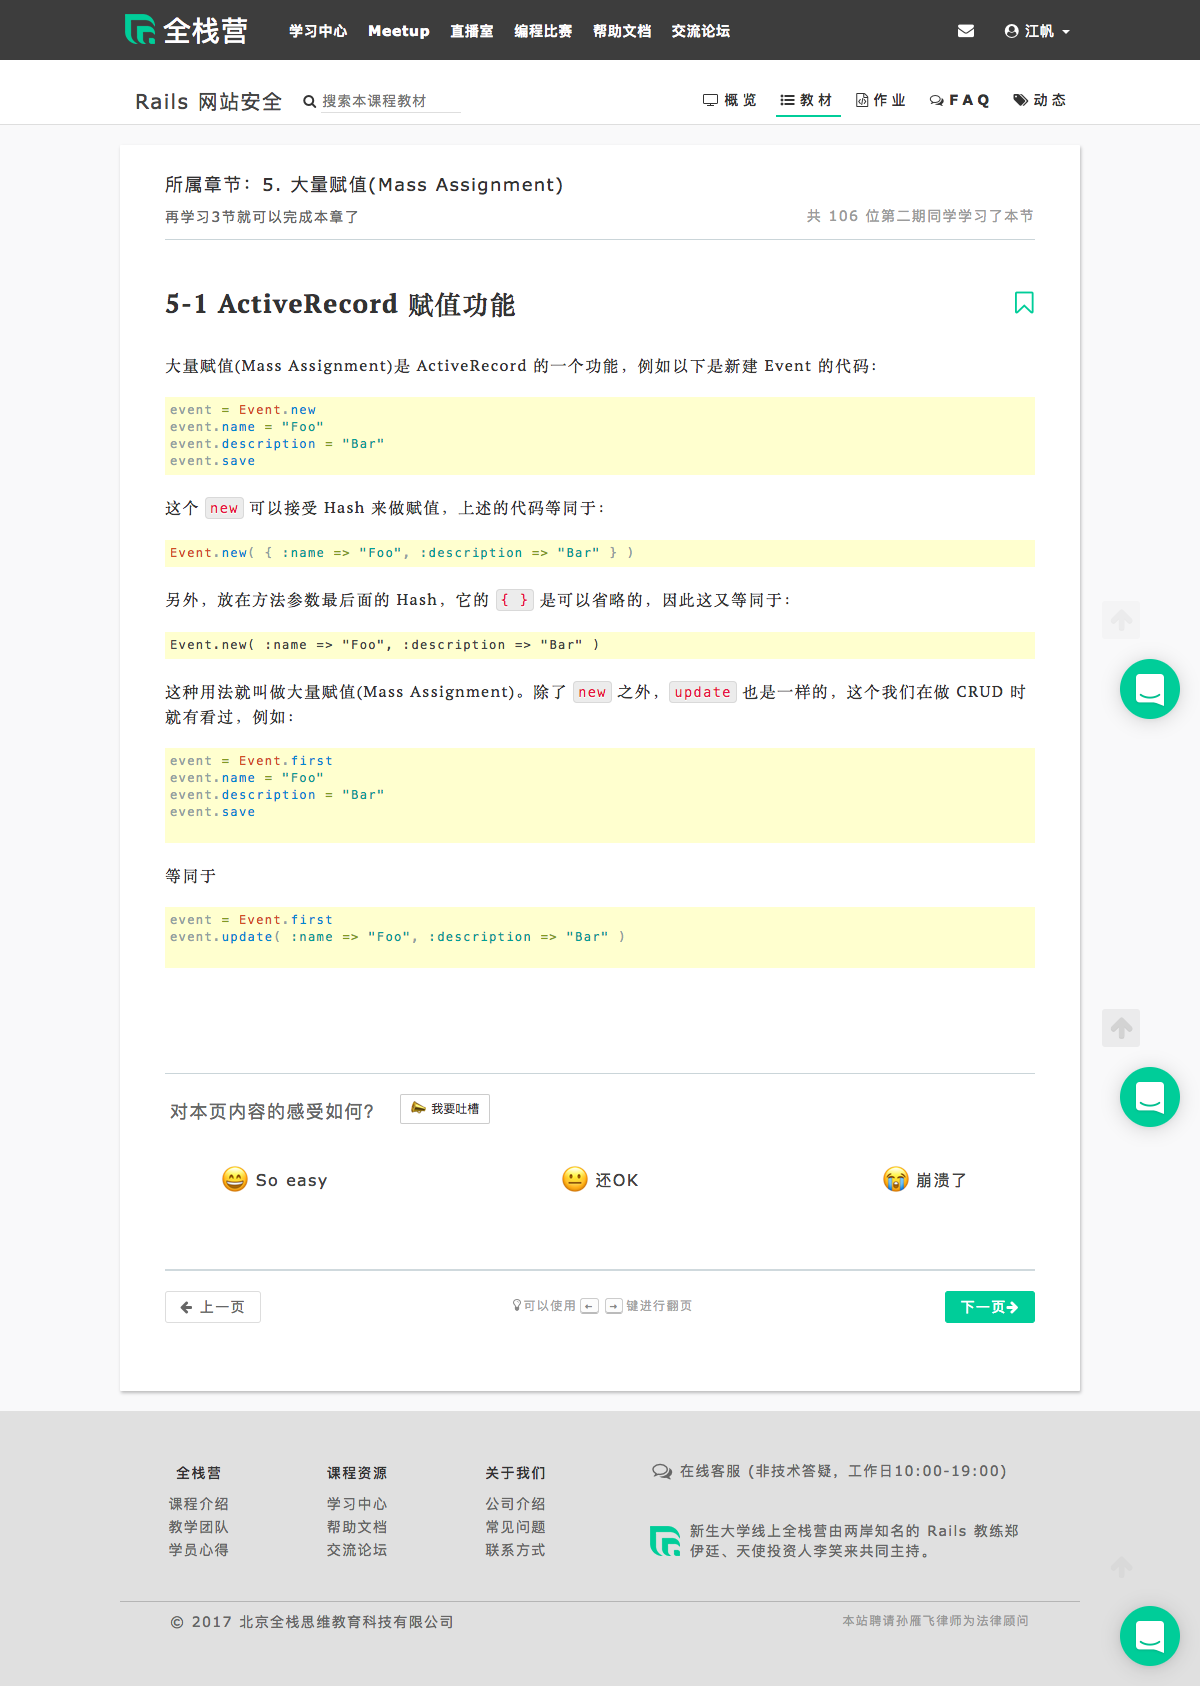 全栈营 学习中心 Meetup 直播室 编程比赛 帮助文档 交流论坛 江帆
Rails 网站安全 搜索本课程教材 概览 教材 作业 FAQ 动态
所属章节：5. 大量赋值(Mass Assignment)
再学习3节就可以完成本章了 共 106 位第二期同学学习了本节
5-1 ActiveRecord 赋值功能
大量赋值(Mass Assignment)是 ActiveRecord 的一个功能，例如以下是新建 Event 的代码：
event = Event.new
event.name = "Foo"
event.description = "Bar"
event.save
这个 new 可以接受 Hash 来做赋值，上述的代码等同于：
Event.new( { :name => "Foo", :description => "Bar" } )
另外，放在方法参数最后面的 Hash，它的 { } 是可以省略的，因此这又等同于：
Event.new( :name => "Foo", :description => "Bar" )
这种用法就叫做大量赋值(Mass Assignment)。除了 new 之外，update 也是一样的，这个我们在做 CRUD 时
就有看过，例如：
event = Event.first
event.name = "Foo"
event.description = "Bar"
event.save
等同于
event = Event.first
event.update( :name => "Foo", :description => "Bar" )
对本页内容的感受如何? 我要吐槽
So easy 还OK 崩溃了
上一页 可以使用 ← → 键进行翻页 下一页
全栈营 课程资源 关于我们 在线客服 (非技术答疑，工作日10:00-19:00)
课程介绍 学习中心 公司介绍
教学团队 帮助文档 常见问题 新生大学线上全栈营由两岸知名的 Rails 教练郑
学员心得 交流论坛 联系方式 伊廷、天使投资人李笑来共同主持。
© 2017 北京全栈思维教育科技有限公司 本站聘请孙雁飞律师为法律顾问